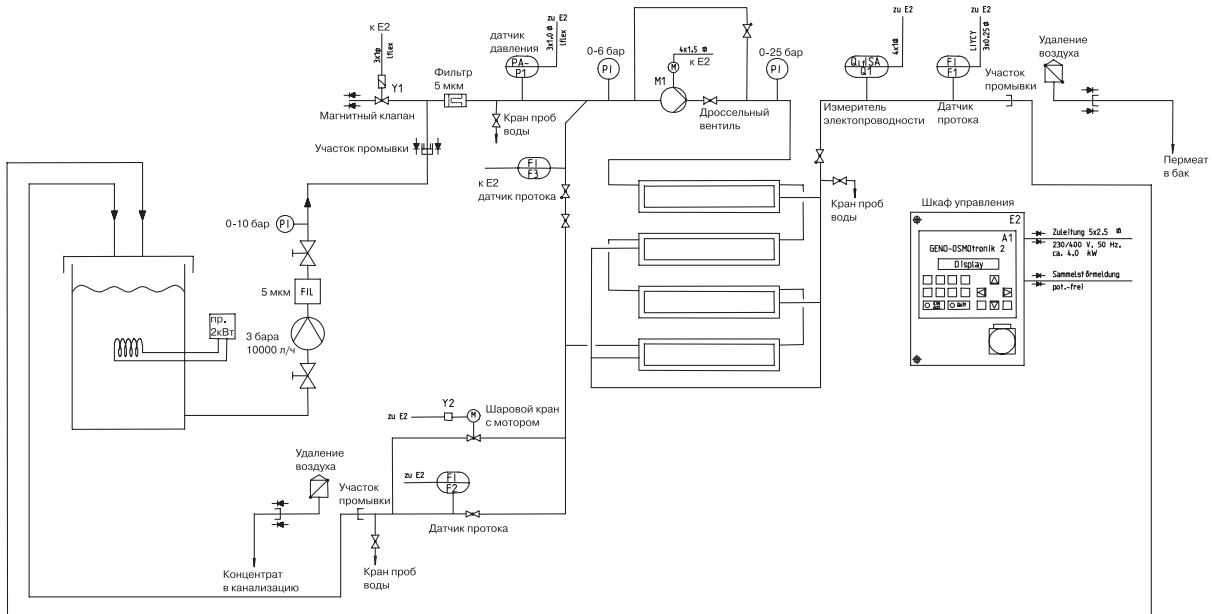 к E2
3x1⌀
lflex
Y1
Магнитный клапан
Фильтр
5 мкм
датчик
давления
PA-
P1
zu E2
3x1.0 ⌀
lflex
Кран проб
воды
0-6 бар
PI
4x1.5 ⌀
к E2
M
M1
Дроссельный
вентиль
0-25 бар
PI
QIISA
Q1
zu E2
4x1⌀
Измеритель
электопроводности
FI
F1
zu E2
LIYCY
3x0.25 ⌀
Датчик
протока
Участок
промывки
Удаление
воздуха
Пермеат
в бак
Участок промывки
FI
F3
к E2
датчик протока
Кран проб
воды
0-10 бар
PI
5 мкм
FIL
3 бара
10000 л/ч
пр.
2кВт
Шкаф управления
E2
A1
GENO-OSMOtronik 2
Display
Quit
Zuleitung 5x2.5 ⌀
230/400 V, 50 Hz.
ca. 4.0 kW
Sammelstörmeldung
pot.-frei
zu E2
Y2
M
Шаровой кран
с мотором
zu E2
FI
F2
Датчик протока
Удаление
воздуха
Участок
промывки
Концентрат
в канализацию
Кран проб
воды